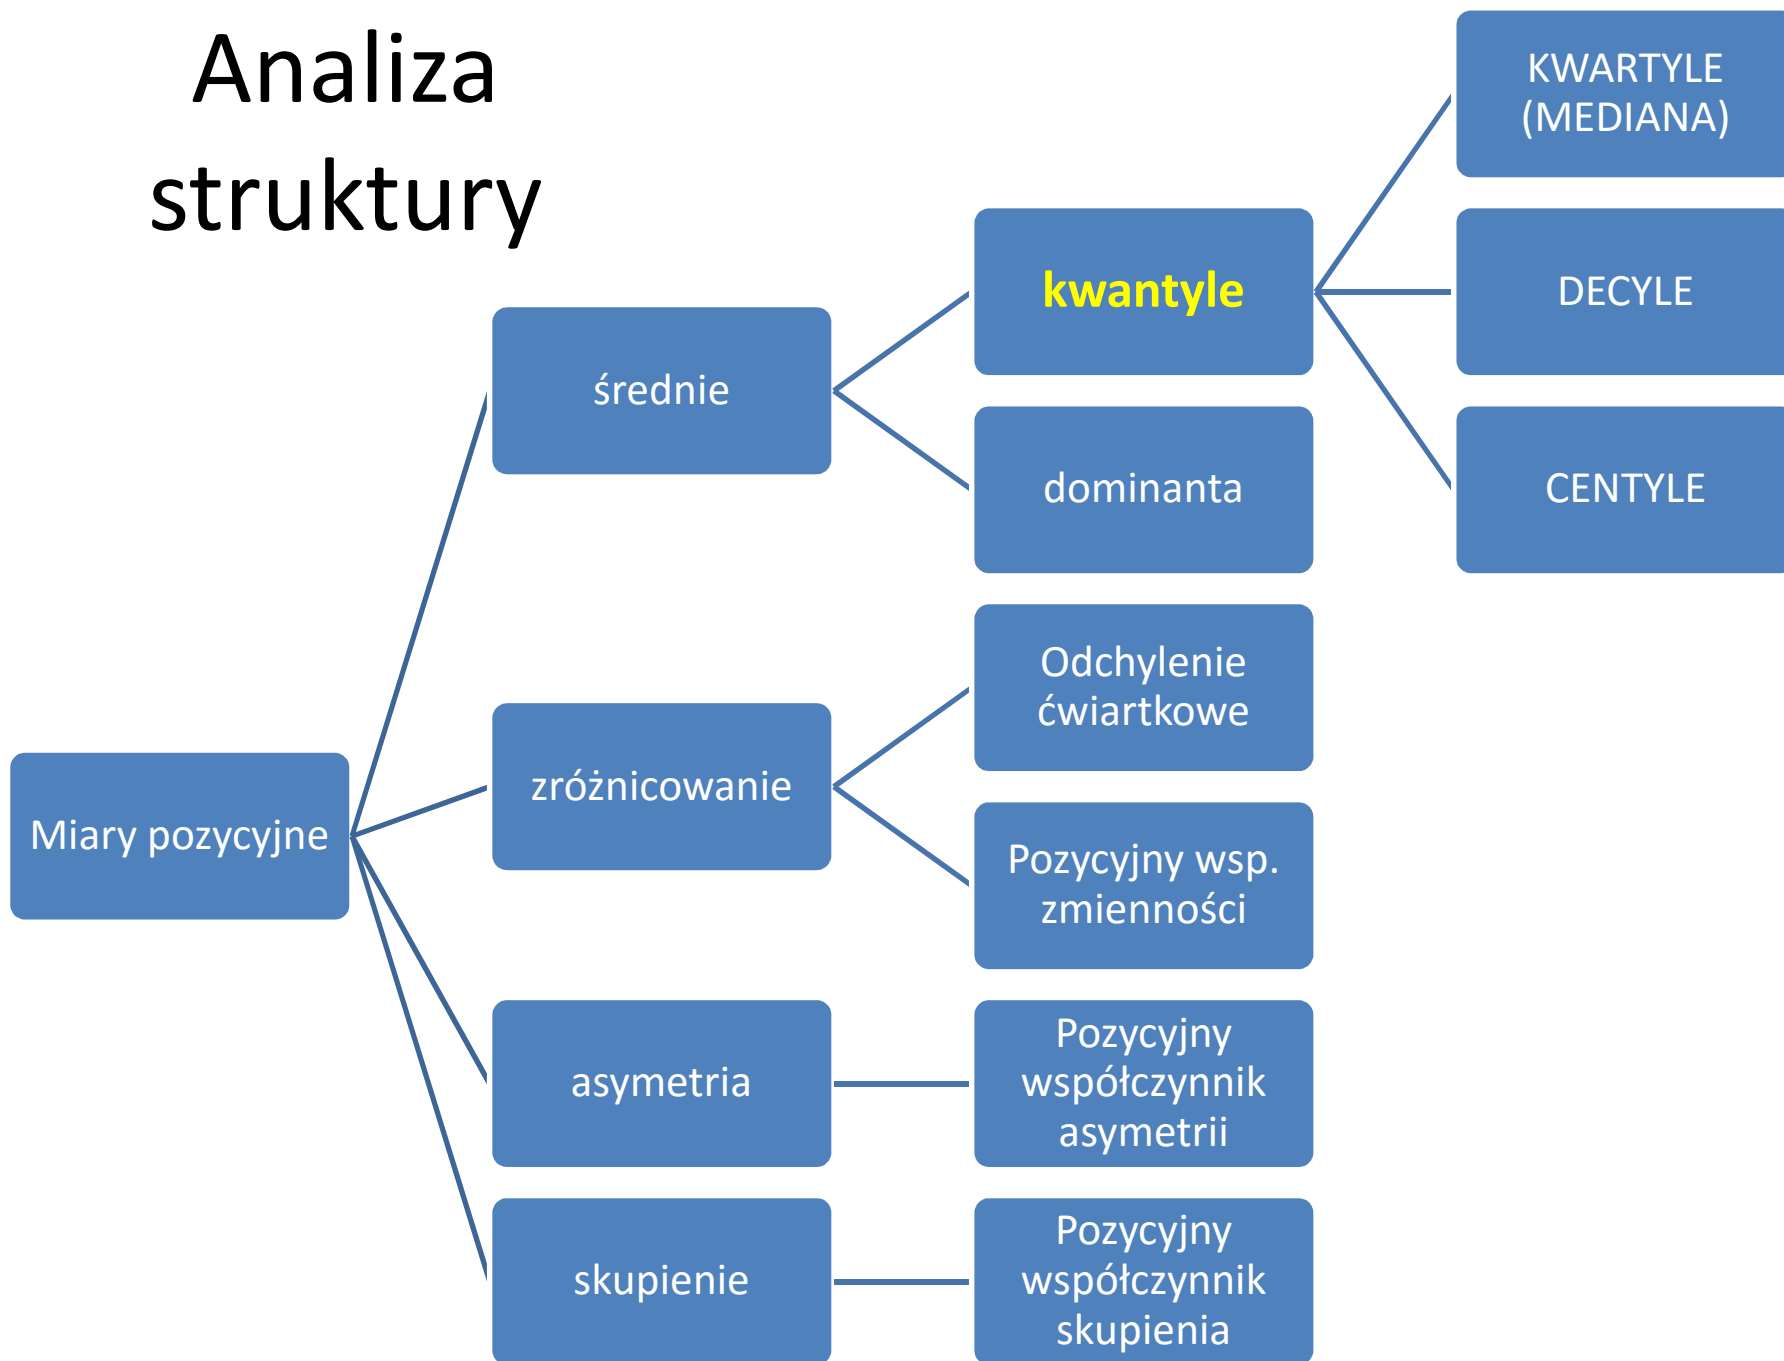 Analiza
struktury
Miary pozycyjne
średnie
kwantyle
KWARTYLE
(MEDIANA)
DECYLE
CENTYLE
dominanta
zróżnicowanie
Odchylenie
ćwiartkowe
Pozycyjny wsp.
zmienności
asymetria
Pozycyjny
współczynnik
asymetrii
skupienie
Pozycyjny
współczynnik
skupienia